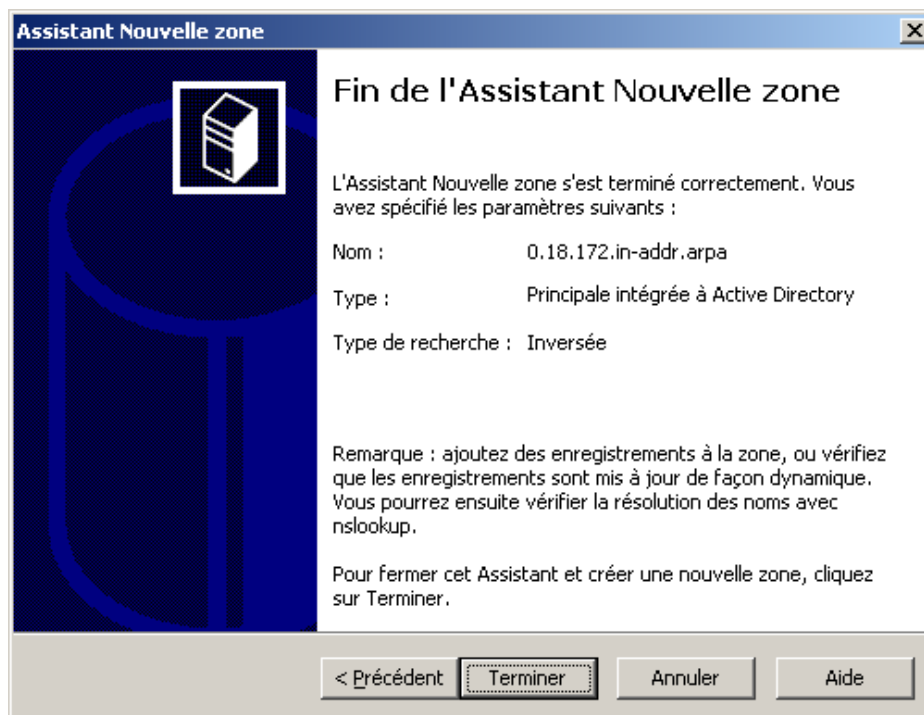 Assistant Nouvelle zone
Fin de l'Assistant Nouvelle zone
L'Assistant Nouvelle zone s'est terminé correctement. Vous
avez spécifié les paramètres suivants :
Nom : 0.18.172.in-addr.arpa
Type : Principale intégrée à Active Directory
Type de recherche : Inversée
Remarque : ajoutez des enregistrements à la zone, ou vérifiez
que les enregistrements sont mis à jour de façon dynamique.
Vous pourrez ensuite vérifier la résolution des noms avec
nslookup.
Pour fermer cet Assistant et créer une nouvelle zone, cliquez
sur Terminer.
< Précédent Terminer Annuler Aide